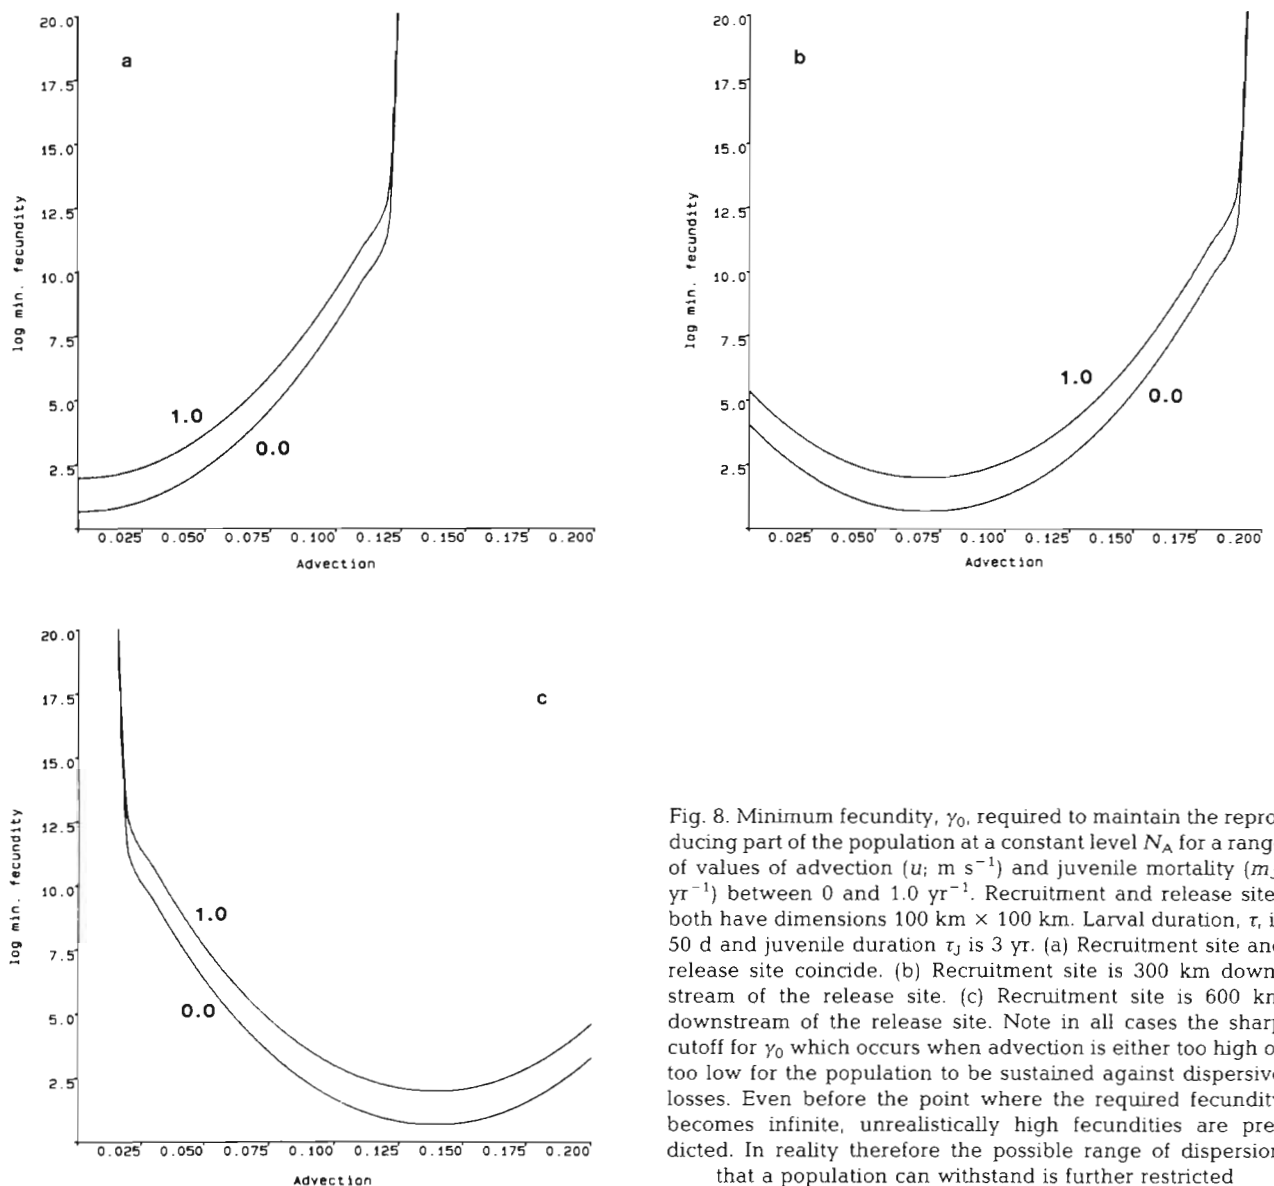 a
20.0
17.5
15.0
12.5
10.0
7.5
5.0
2.5
log min. fecundity
1.0
0.0
0.025 0.050 0.075 0.100 0.125 0.150 0.175 0.200
Advection
b
20.0
17.5
15.0
12.5
10.0
7.5
5.0
2.5
log min. fecundity
1.0
0.0
0.025 0.050 0.075 0.100 0.125 0.150 0.175 0.200
Advection
c
20.0
17.5
15.0
12.5
10.0
7.5
5.0
2.5
log min. fecundity
1.0
0.0
0.025 0.050 0.075 0.100 0.125 0.150 0.175 0.200
Advection
Fig. 8. Minimum fecundity, γ₀, required to maintain the repro
ducing part of the population at a constant level N_A for a rang
of values of advection (u; m s⁻¹) and juvenile mortality (m_J
yr⁻¹) between 0 and 1.0 yr⁻¹. Recruitment and release site
both have dimensions 100 km × 100 km. Larval duration, τ, i
50 d and juvenile duration τ_J is 3 yr. (a) Recruitment site and
release site coincide. (b) Recruitment site is 300 km down
stream of the release site. (c) Recruitment site is 600 km
downstream of the release site. Note in all cases the sharp
cutoff for γ₀ which occurs when advection is either too high o
too low for the population to be sustained against dispersive
losses. Even before the point where the required fecundity
becomes infinite, unrealistically high fecundities are pre
dicted. In reality therefore the possible range of dispersion
that a population can withstand is further restricted